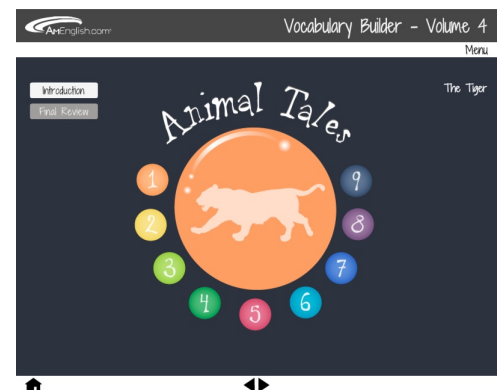 AMEnglish.com
Vocabulary Builder - Volume 4
Menu
Introduction
Final Review
The Tiger
Animal Tales
1
2
3
4
5
6
7
8
9